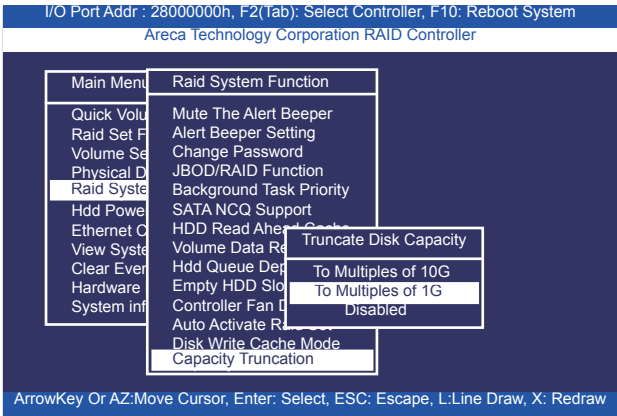 I/O Port Addr : 28000000h, F2(Tab): Select Controller, F10: Reboot System
Areca Technology Corporation RAID Controller
Main Menu
Quick Volu
Raid Set F
Volume Se
Physical D
Raid Syste
Hdd Powe
Ethernet C
View Syste
Clear Ever
Hardware
System inf
Raid System Function
Mute The Alert Beeper
Alert Beeper Setting
Change Password
JBOD/RAID Function
Background Task Priority
SATA NCQ Support
HDD Read Ahead Cache
Volume Data Re
Hdd Queue Dep
Empty HDD Slo
Controller Fan D
Auto Activate Raid Set
Disk Write Cache Mode
Capacity Truncation
Truncate Disk Capacity
To Multiples of 10G
To Multiples of 1G
Disabled
ArrowKey Or AZ:Move Cursor, Enter: Select, ESC: Escape, L:Line Draw, X: Redraw